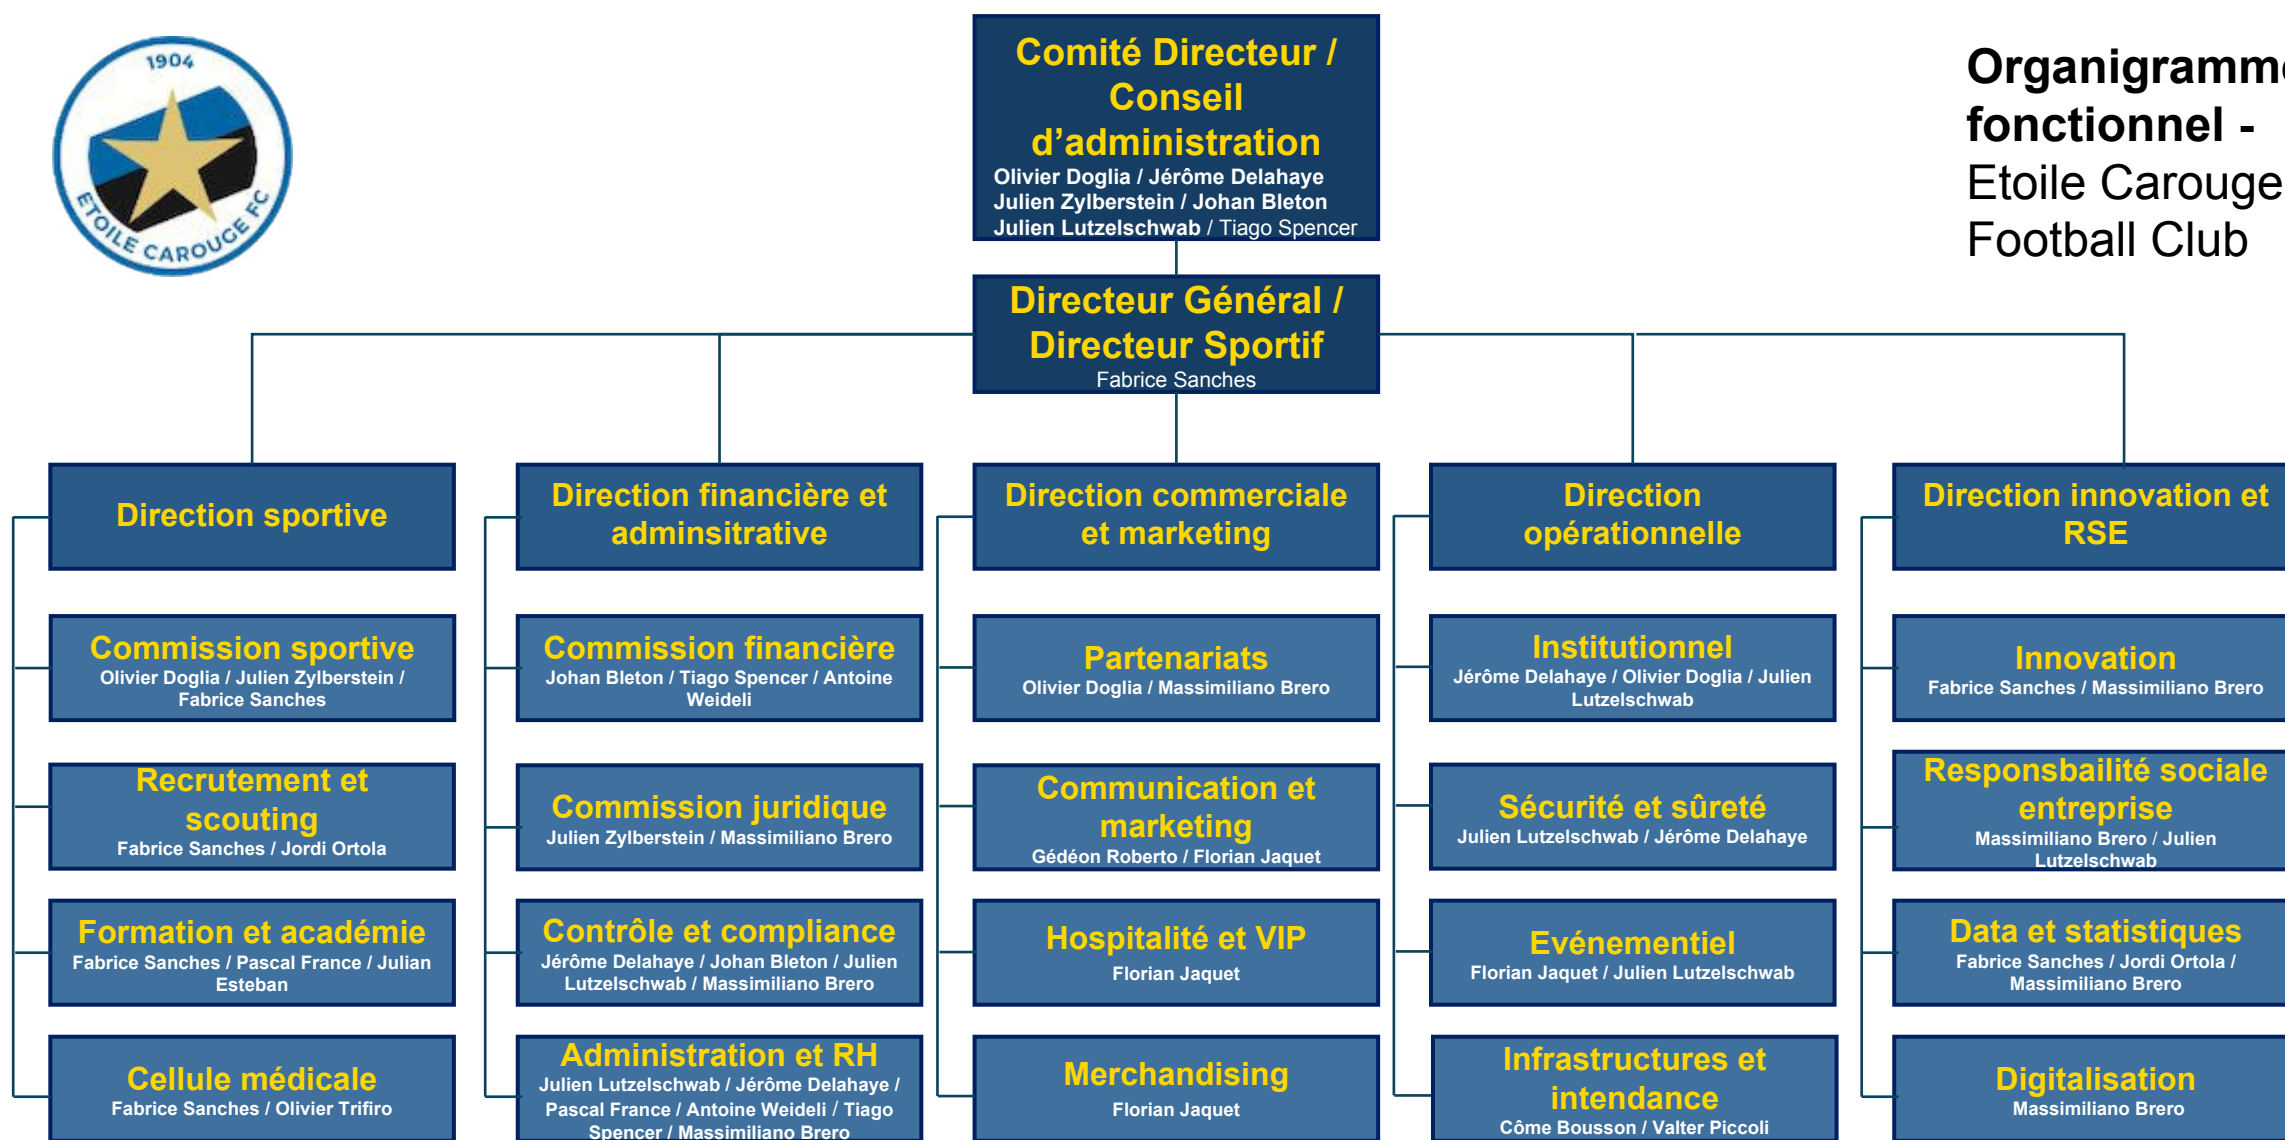 1904
ETOILE CAROUGE FC
Comité Directeur /
Conseil
d’administration
Olivier Doglia / Jérôme Delahaye
Julien Zylberstein / Johan Bleton
Julien Lutzelschwab / Tiago Spencer
Organigramme
fonctionnel -
Etoile Carouge
Football Club
Directeur Général /
Directeur Sportif
Fabrice Sanches
Direction sportive
Commission sportive
Olivier Doglia / Julien Zylberstein /
Fabrice Sanches
Recrutement et
scouting
Fabrice Sanches / Jordi Ortola
Formation et académie
Fabrice Sanches / Pascal France / Julian
Esteban
Cellule médicale
Fabrice Sanches / Olivier Trifiro
Direction financière et
adminsitrative
Commission financière
Johan Bleton / Tiago Spencer / Antoine
Weideli
Commission juridique
Julien Zylberstein / Massimiliano Brero
Contrôle et compliance
Jérôme Delahaye / Johan Bleton / Julien
Lutzelschwab / Massimiliano Brero
Administration et RH
Julien Lutzelschwab / Jérôme Delahaye /
Pascal France / Antoine Weideli / Tiago
Spencer / Massimiliano Brero
Direction commerciale
et marketing
Partenariats
Olivier Doglia / Massimiliano Brero
Communication et
marketing
Gédéon Roberto / Florian Jaquet
Hospitalité et VIP
Florian Jaquet
Merchandising
Florian Jaquet
Direction
opérationnelle
Institutionnel
Jérôme Delahaye / Olivier Doglia / Julien
Lutzelschwab
Sécurité et sûreté
Julien Lutzelschwab / Jérôme Delahaye
Evénementiel
Florian Jaquet / Julien Lutzelschwab
Infrastructures et
intendance
Côme Bousson / Valter Piccoli
Direction innovation et
RSE
Innovation
Fabrice Sanches / Massimiliano Brero
Responsbailité sociale
entreprise
Massimiliano Brero / Julien
Lutzelschwab
Data et statistiques
Fabrice Sanches / Jordi Ortola /
Massimiliano Brero
Digitalisation
Massimiliano Brero